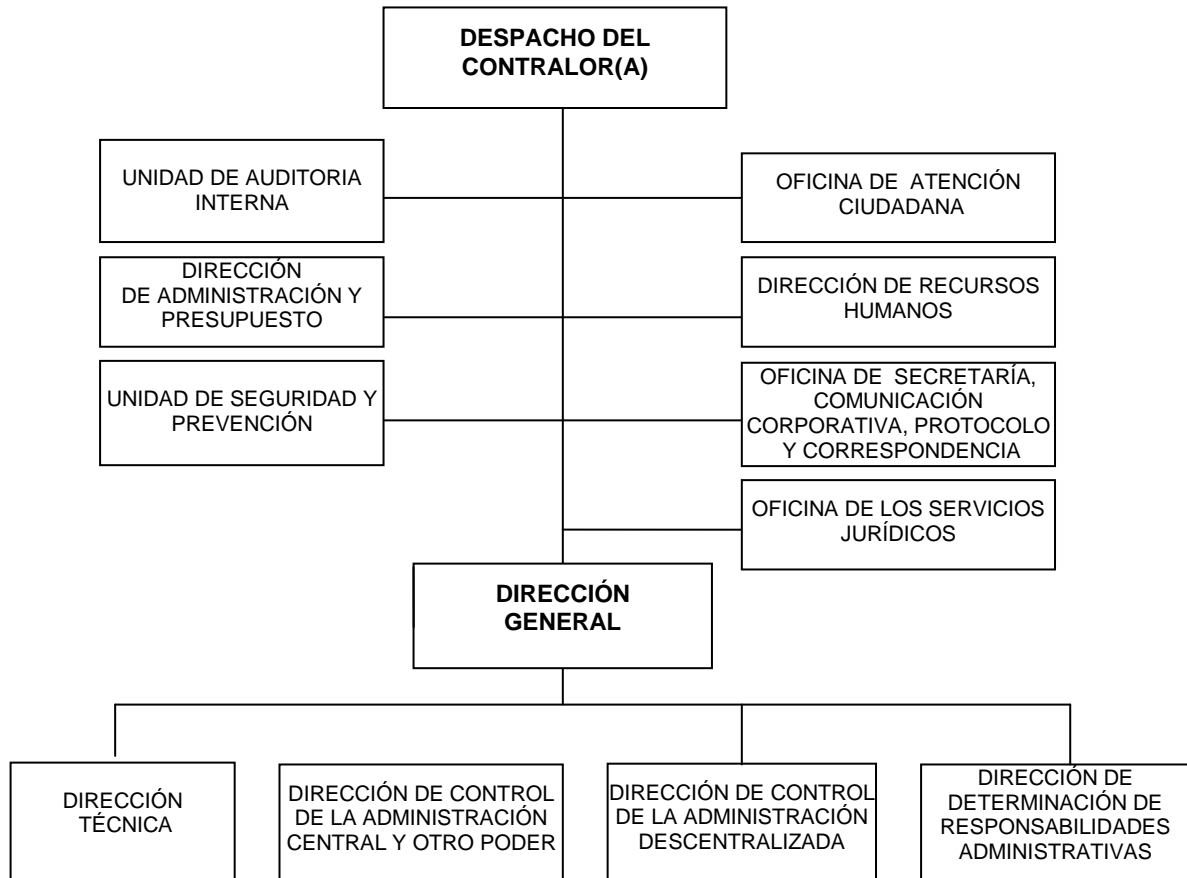 DESPACHO DEL
CONTRALOR(A)
UNIDAD DE AUDITORIA
INTERNA
OFICINA DE ATENCIÓN
CIUDADANA
DIRECCIÓN
DE ADMINISTRACIÓN Y
PRESUPUESTO
DIRECCIÓN DE RECURSOS
HUMANOS
UNIDAD DE SEGURIDAD Y
PREVENCIÓN
OFICINA DE SECRETARÍA,
COMUNICACIÓN
CORPORATIVA, PROTOCOLO
Y CORRESPONDENCIA
OFICINA DE LOS SERVICIOS
JURÍDICOS
DIRECCIÓN
GENERAL
DIRECCIÓN
TÉCNICA
DIRECCIÓN DE CONTROL
DE LA ADMINISTRACIÓN
CENTRAL Y OTRO PODER
DIRECCIÓN DE CONTROL
DE LA ADMINISTRACIÓN
DESCENTRALIZADA
DIRECCIÓN DE
DETERMINACIÓN DE
RESPONSABILIDADES
ADMINISTRATIVAS